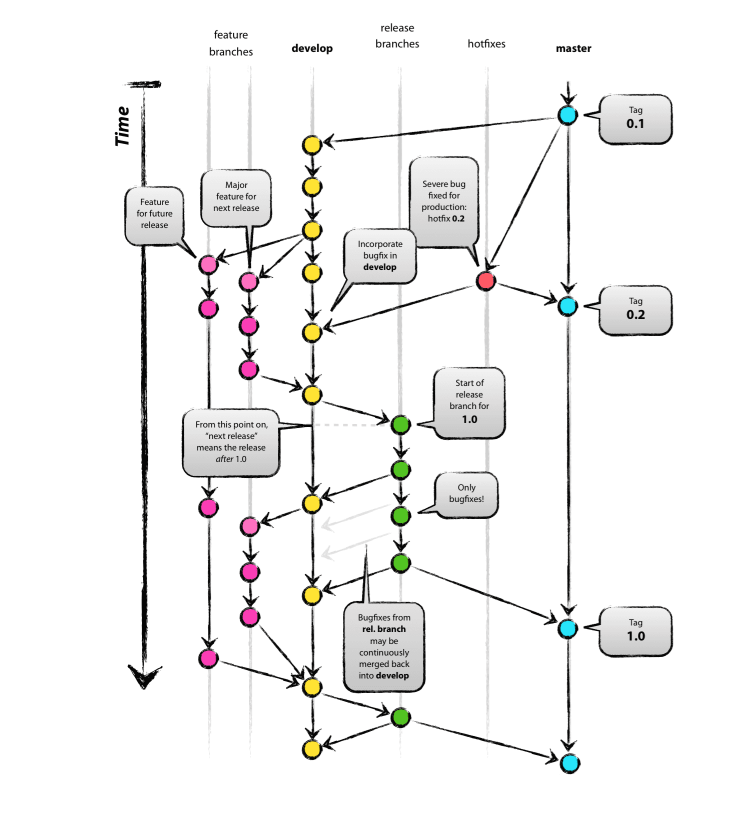 feature
branches
develop
release
branches
hotfixes
master
Time
Tag
0.1
Feature
for future
release
Major
feature for
next release
Severe bug
fixed for
production:
hotfix 0.2
Incorporate
bugfix in
develop
Tag
0.2
Start of
release
branch for
1.0
From this point on,
“next release”
means the release
after 1.0
Only
bugfixes!
Bugfixes from
rel. branch
may be
continuously
merged back
into develop
Tag
1.0